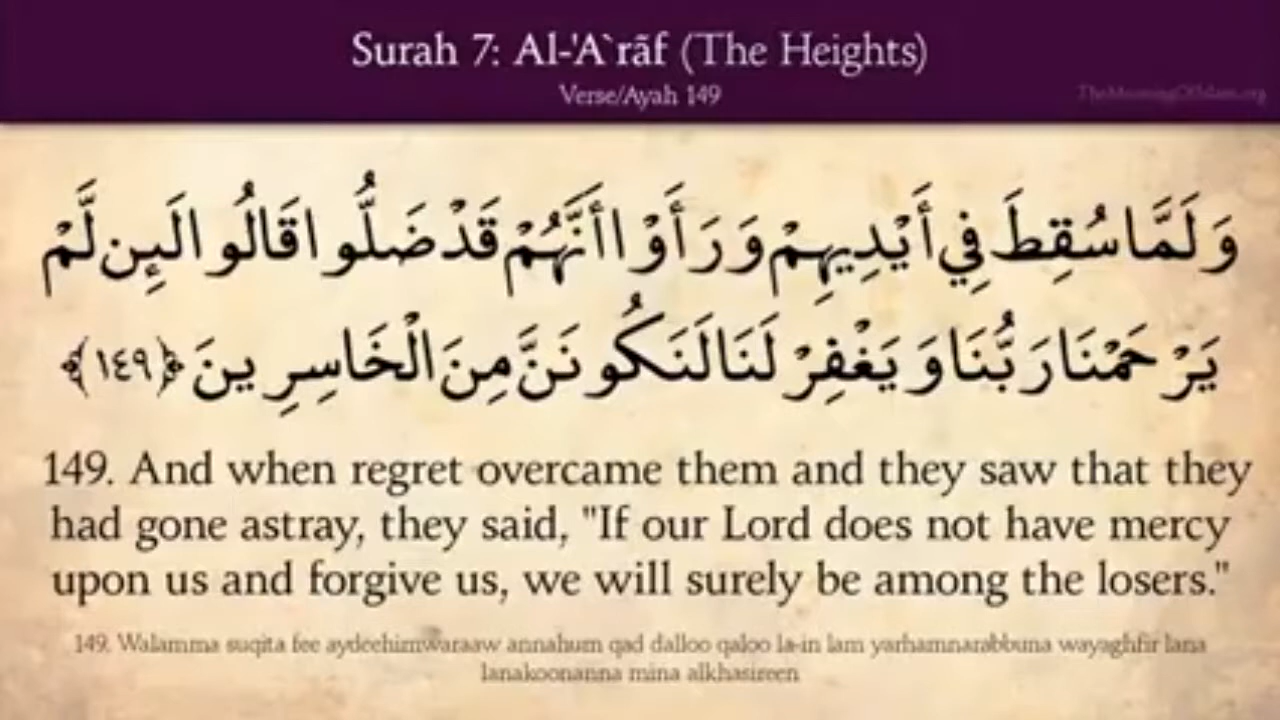 Surah 7: Al-'A`rãf (The Heights)
Verse/Ayah 149
TheMeaningOfIslam.org
وَلَمَّا سُقِطَ فِي أَيْدِيهِمْ وَرَأَوْا أَنَّهُمْ قَدْ ضَلُّوا قَالُوا لَئِن لَّمْ
يَرْحَمْنَا رَبُّنَا وَيَغْفِرْ لَنَا لَنَكُونَنَّ مِنَ الْخَاسِرِينَ ﴿١٤٩﴾
149. And when regret overcame them and they saw that they
had gone astray, they said, "If our Lord does not have mercy
upon us and forgive us, we will surely be among the losers."
149. Walamma suqita fee aydeehimwaraaw annahum qad dalloo qaloo la-in lam yarhamnarabbuna wayaghfir lana
lanakoonanna mina alkhasireen